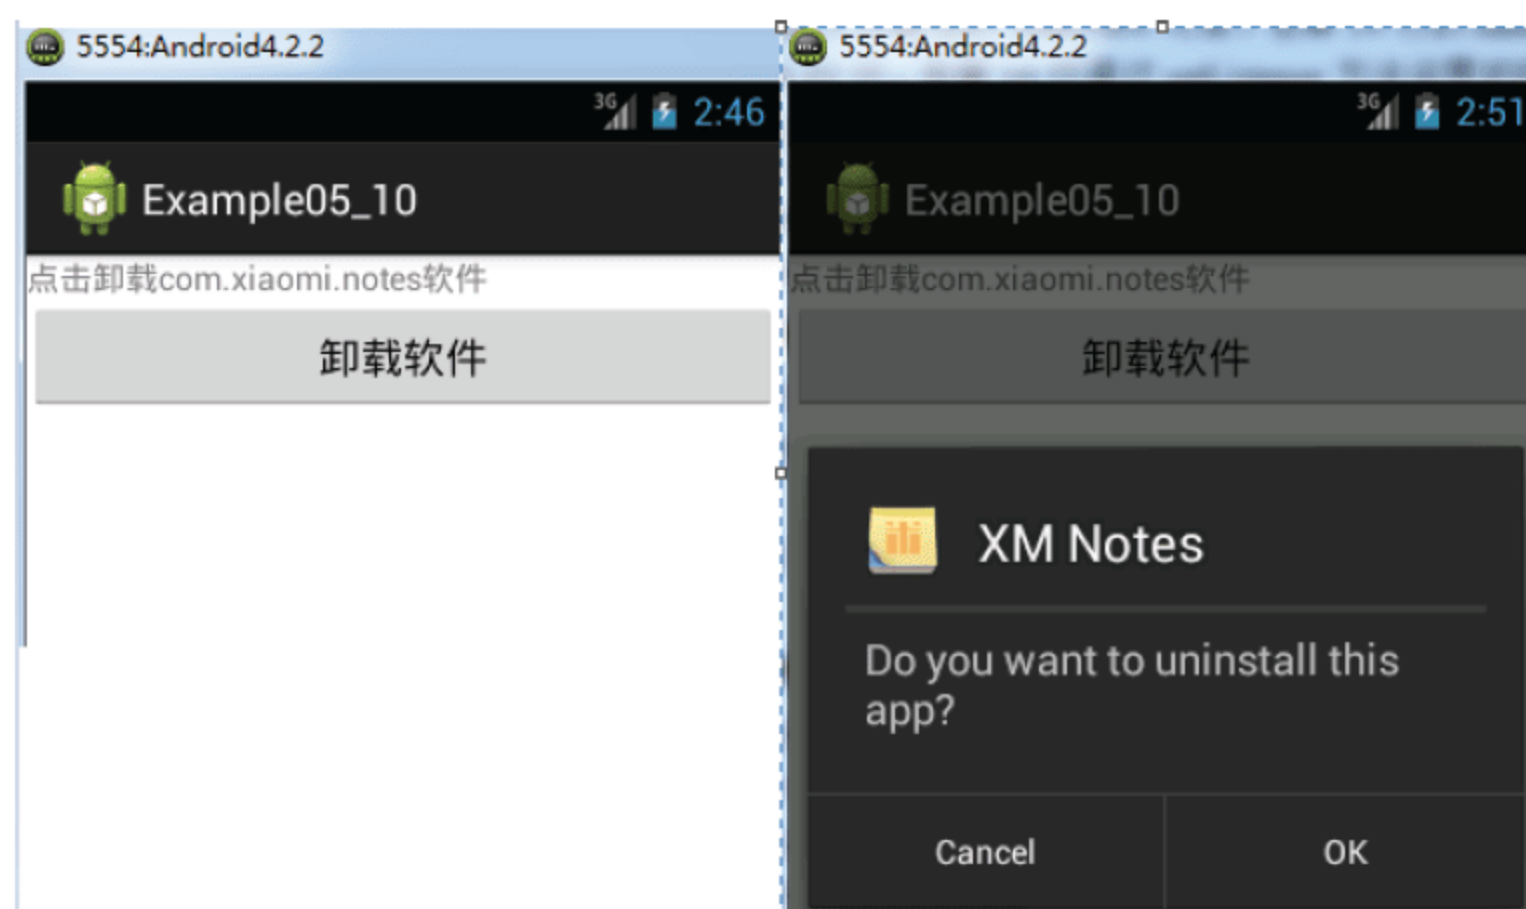 5554:Android4.2.2
3G 2:46
Example05_10
点击卸载com.xiaomi.notes软件
卸载软件
5554:Android4.2.2
3G 2:51
Example05_10
点击卸载com.xiaomi.notes软件
卸载软件
XM Notes
Do you want to uninstall this
app?
Cancel
OK